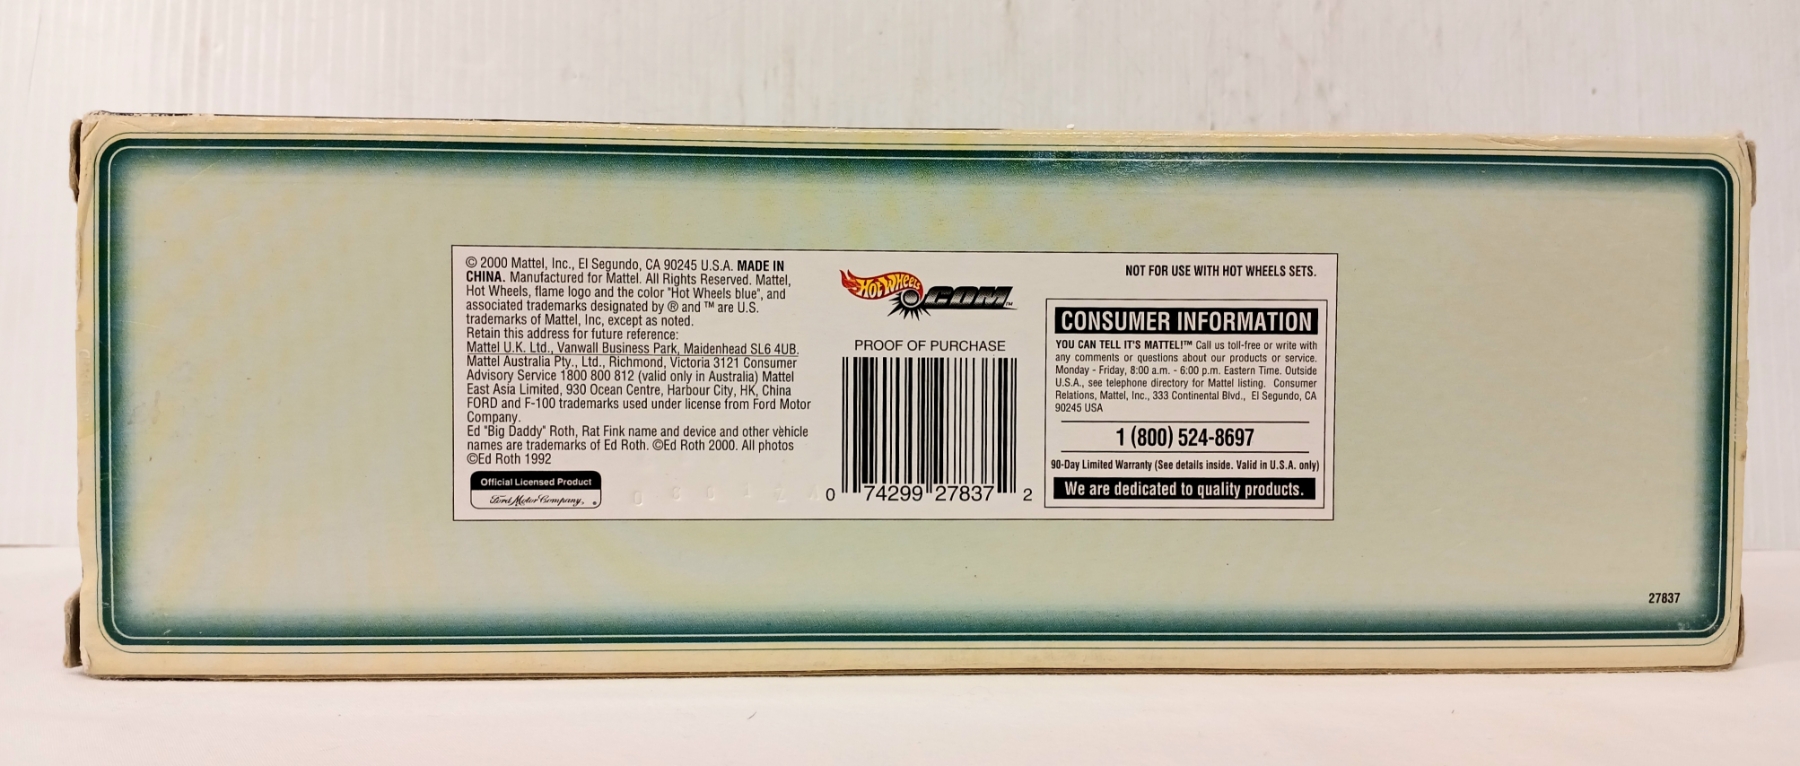 © 2000 Mattel, Inc., El Segundo, CA 90245 U.S.A. MADE IN
CHINA. Manufactured for Mattel. All Rights Reserved. Mattel,
Hot Wheels, flame logo and the color "Hot Wheels blue", and
associated trademarks designated by ® and ™ are U.S.
trademarks of Mattel, Inc, except as noted.
Retain this address for future reference:
Mattel U.K. Ltd., Vanwall Business Park, Maidenhead SL6 4UB.
Mattel Australia Pty., Ltd., Richmond, Victoria 3121 Consumer
Advisory Service 1800 800 812 (valid only in Australia) Mattel
East Asia Limited, 930 Ocean Centre, Harbour City, HK, China
FORD and F-100 trademarks used under license from Ford Motor
Company.
Ed "Big Daddy" Roth, Rat Fink name and device and other vehicle
names are trademarks of Ed Roth. ©Ed Roth 2000. All photos
©Ed Roth 1992
Official Licensed Product
Ford Motor Company, ®
HOT WHEELS .COM™
PROOF OF PURCHASE
0 74299 27837 2
NOT FOR USE WITH HOT WHEELS SETS.
CONSUMER INFORMATION
YOU CAN TELL IT'S MATTEL!™ Call us toll-free or write with
any comments or questions about our products or service.
Monday - Friday, 8:00 a.m. - 6:00 p.m. Eastern Time. Outside
U.S.A., see telephone directory for Mattel listing. Consumer
Relations, Mattel, Inc., 333 Continental Blvd., El Segundo, CA
90245 USA
1 (800) 524-8697
90-Day Limited Warranty (See details inside. Valid in U.S.A. only)
We are dedicated to quality products.
27837